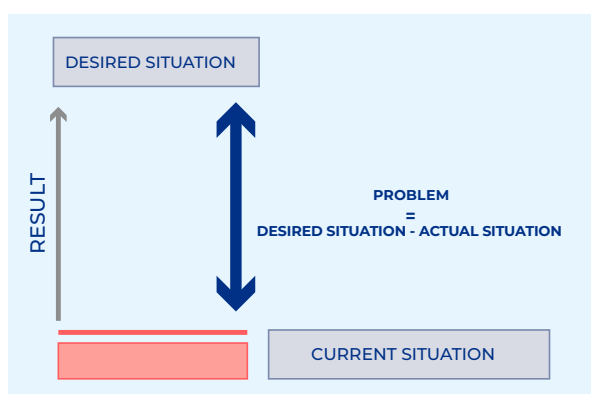 DESIRED SITUATION
RESULT
PROBLEM
=
DESIRED SITUATION - ACTUAL SITUATION
CURRENT SITUATION